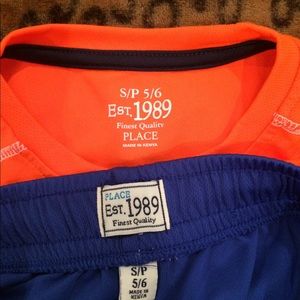 S/P 5/6
EST. 1989
Finest Quality
PLACE
MADE IN KENYA
PLACE
EST. 1989
Finest Quality
S/P
5/6
MADE IN
KENYA